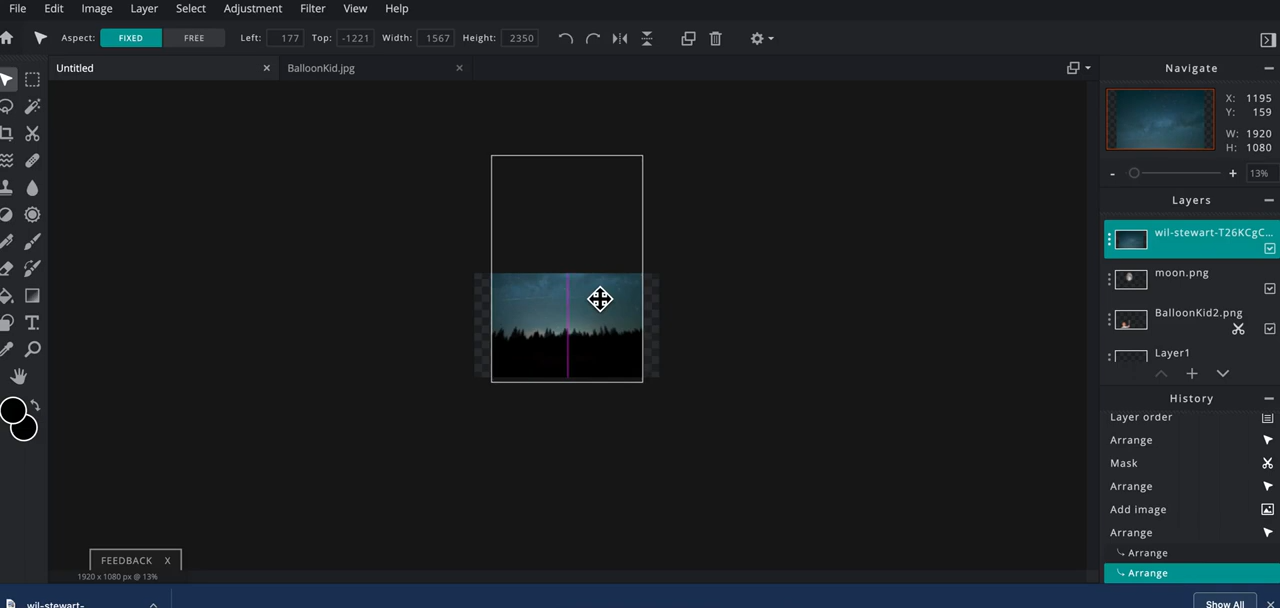 File Edit Image Layer Select Adjustment Filter View Help
Aspect: FIXED FREE Left: 177 Top: -1221 Width: 1567 Height: 2350
Untitled × BalloonKid.jpg ×
Navigate
X: 1195
Y: 159
W: 1920
H: 1080
- + 13%
Layers
wil-stewart-T26KCgC...
moon.png
BalloonKid2.png
Layer1
History
Layer order
Arrange
Mask
Arrange
Add image
Arrange
Arrange
Arrange
FEEDBACK X
1920 x 1080 px @ 13%
wil-stewart-
Show All ×